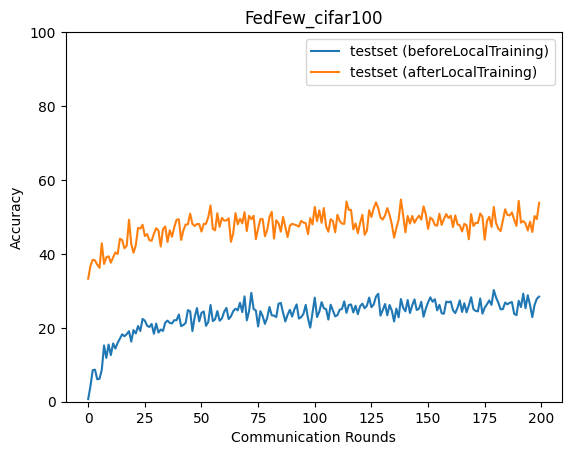 FedFew_cifar100
testset (beforeLocalTraining)
testset (afterLocalTraining)
Accuracy
100
80
60
40
20
0
0 25 50 75 100 125 150 175 200
Communication Rounds